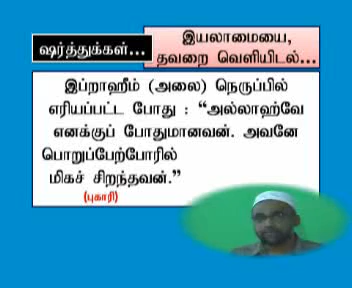 ஷர்த்துக்கள்...
இயலாமையை,
தவறை வெளியிடல்...
இப்றாஹீம் (அலை) நெருப்பில்
எரியப்பட்ட போது : “அல்லாஹ்வே
எனக்குப் போதுமானவன். அவனே
பொறுப்பேற்போரில்
மிகச் சிறந்தவன்.”
(புகாரி)